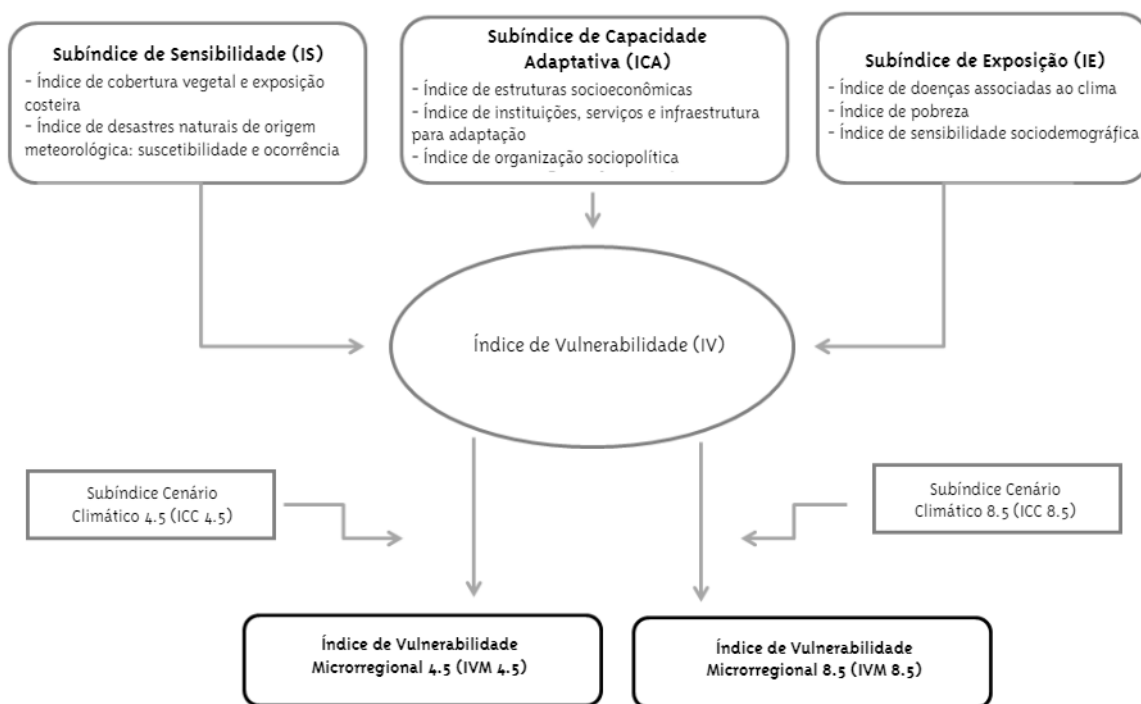 Subíndice de Sensibilidade (IS)
- Índice de cobertura vegetal e exposição
costeira
- Índice de desastres naturais de origem
meteorológica: suscetibilidade e ocorrência
Subíndice de Capacidade
Adaptativa (ICA)
- Índice de estruturas socioeconômicas
- Índice de instituições, serviços e infraestrutura
para adaptação
- Índice de organização sociopolítica
Subíndice de Exposição (IE)
- Índice de doenças associadas ao clima
- Índice de pobreza
- Índice de sensibilidade sociodemográfica
Índice de Vulnerabilidade (IV)
Subíndice Cenário
Climático 4.5 (ICC 4.5)
Subíndice Cenário
Climático 8.5 (ICC 8.5)
Índice de Vulnerabilidade
Microrregional 4.5 (IVM 4.5)
Índice de Vulnerabilidade
Microrregional 8.5 (IVM 8.5)